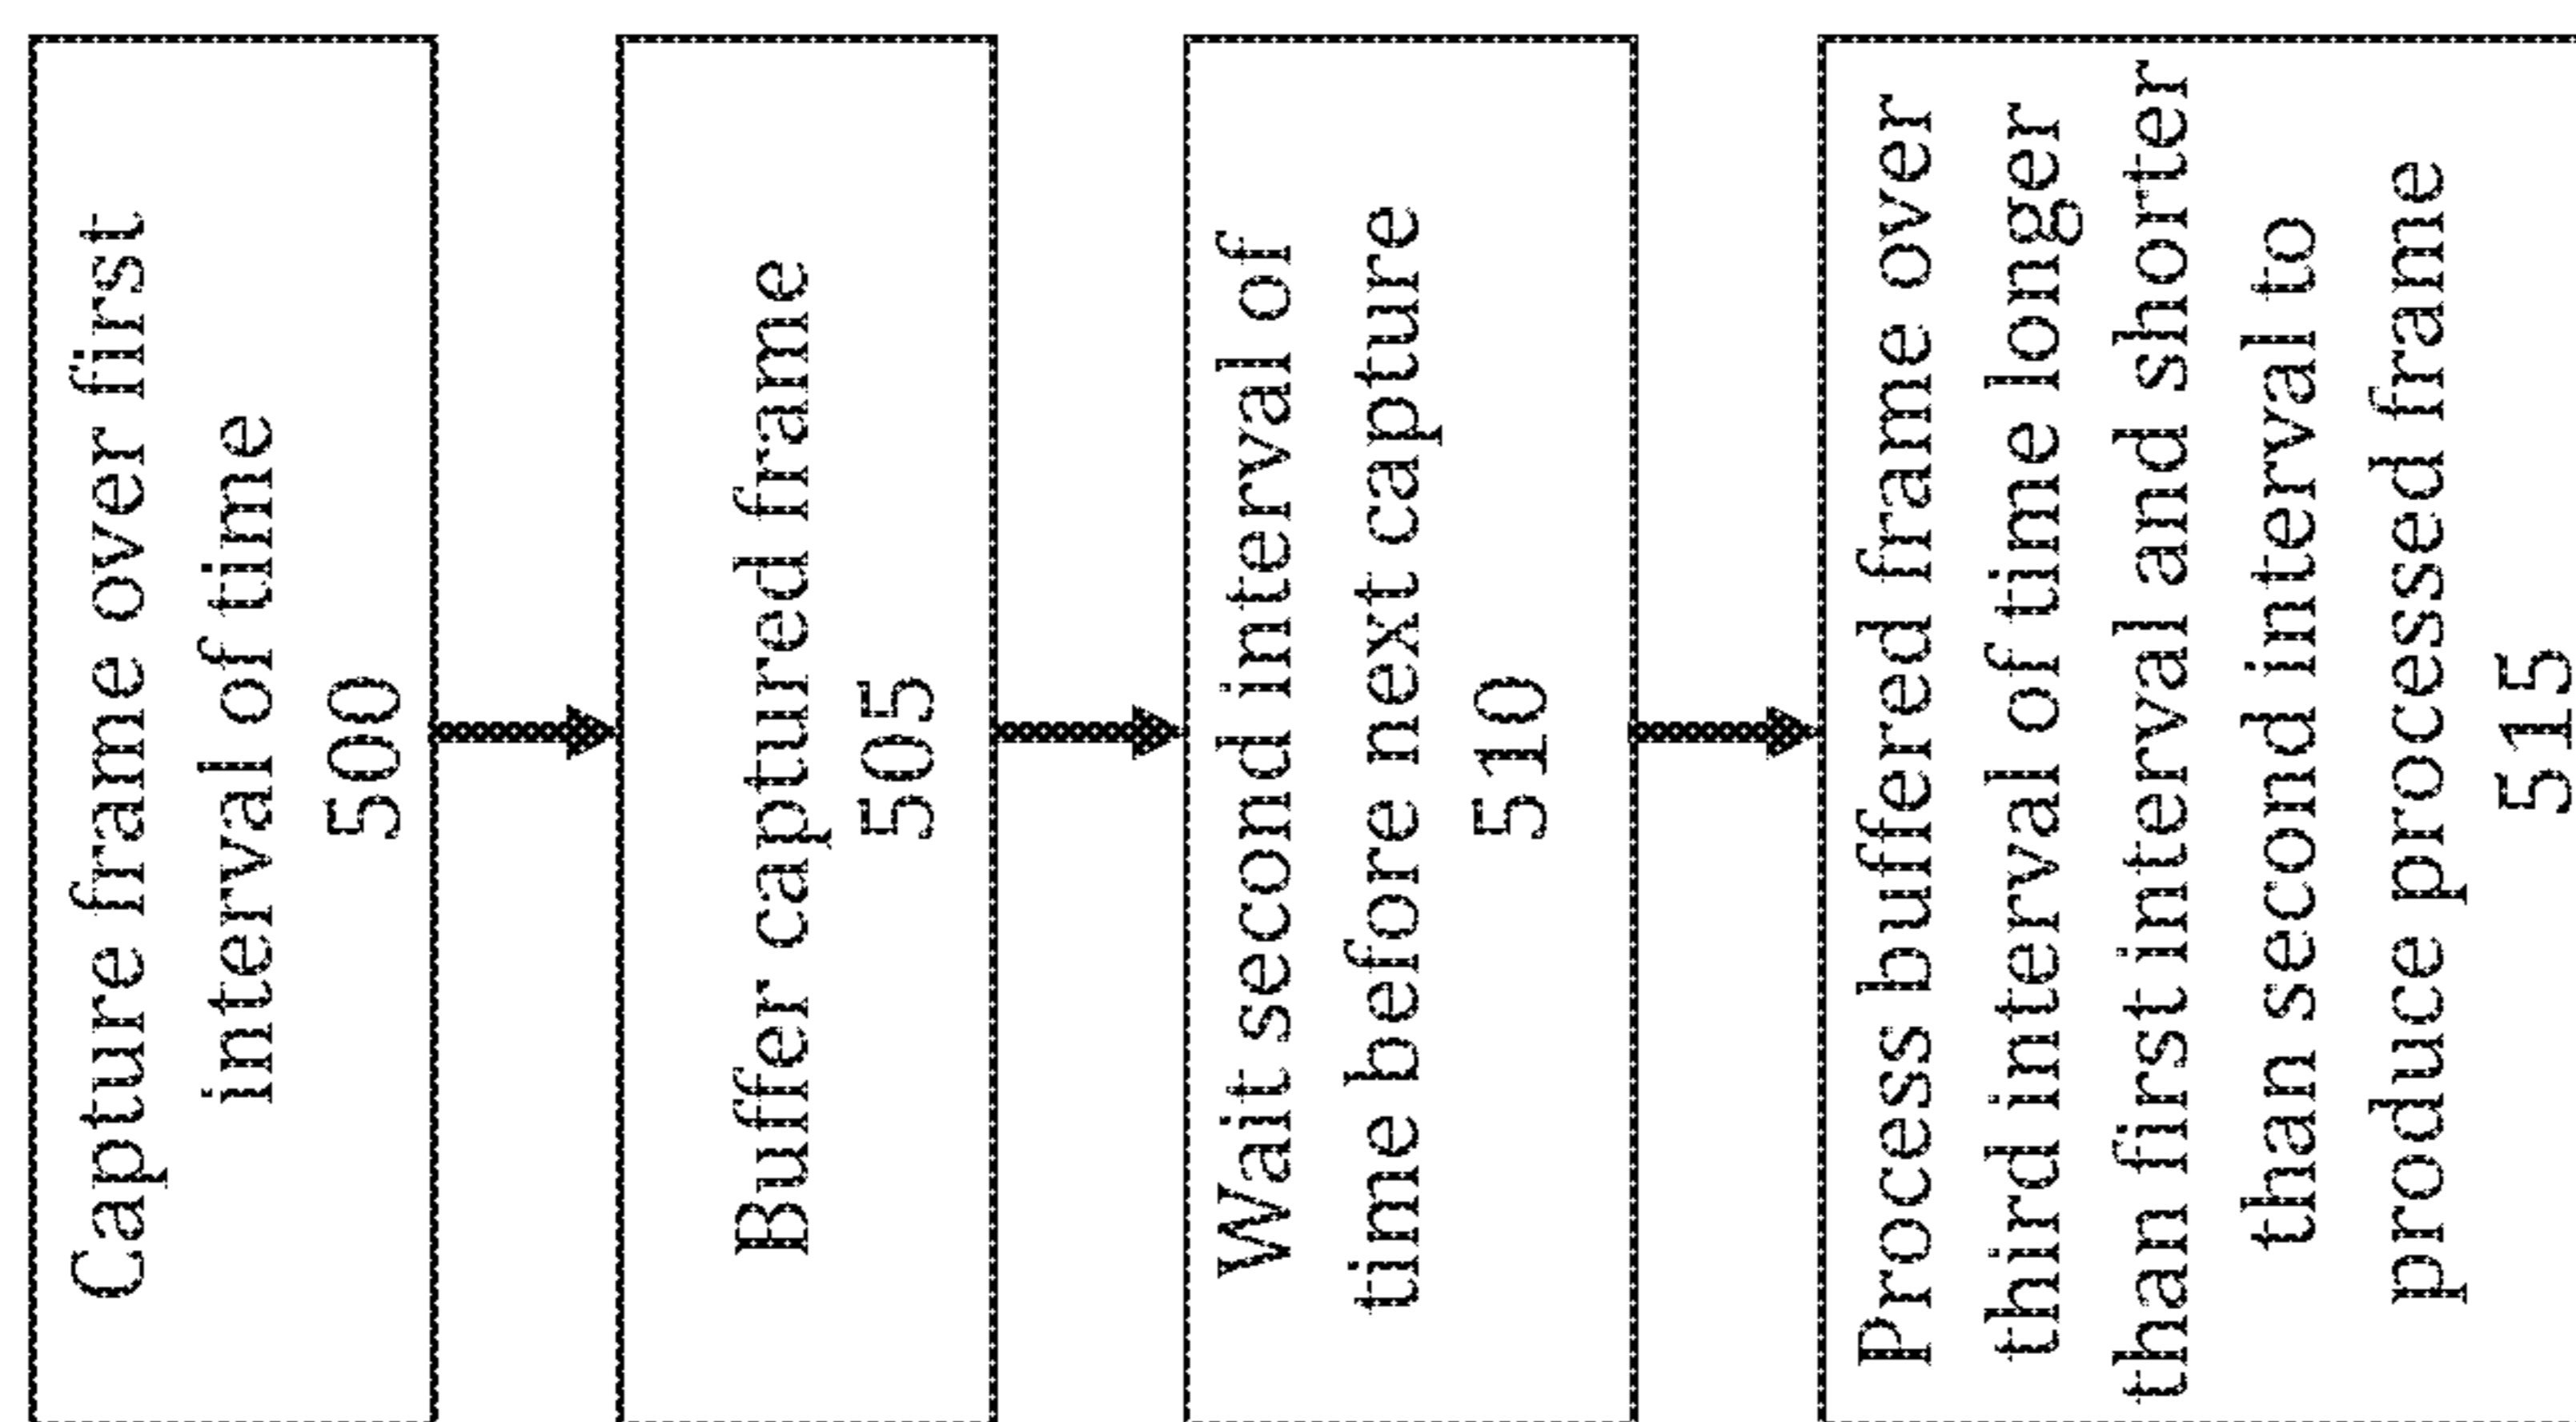 Capture frame over first
interval of time
500
Buffer captured frame
505
Wait second interval of
time before next capture
510
Process buffered frame over
third interval of time longer
than first interval and shorter
than second interval to
produce processed frame
515